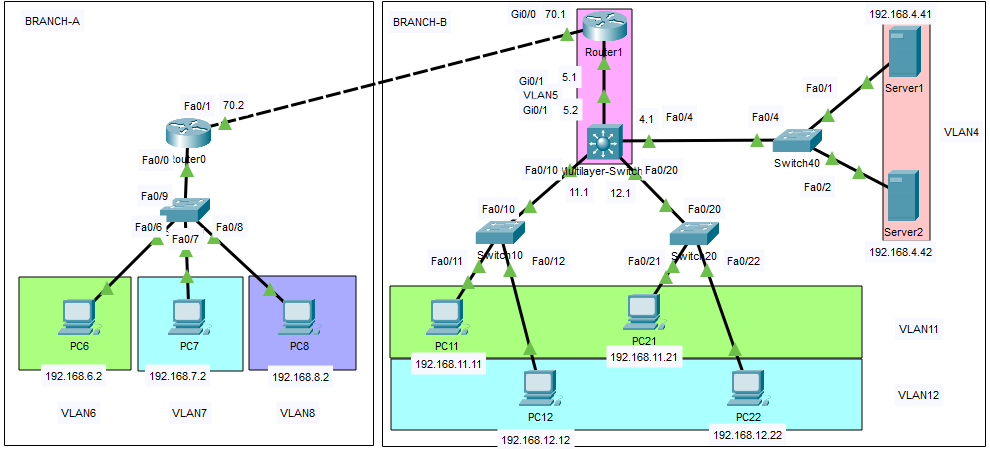 BRANCH-A
Fa0/1
70.2
Router0
Fa0/0
Fa0/9
Fa0/6
Fa0/7
Fa0/8
PC6
PC7
PC8
192.168.6.2
192.168.7.2
192.168.8.2
VLAN6
VLAN7
VLAN8
BRANCH-B
Gi0/0
70.1
Router1
Gi0/1
5.1
VLAN5
Gi0/1
5.2
4.1
Fa0/4
Fa0/4
Multilayer-Switch
Fa0/10
Fa0/20
11.1
12.1
192.168.4.41
Server1
Fa0/1
VLAN4
Switch40
Fa0/2
Server2
192.168.4.42
Fa0/10
Fa0/20
Switch10
Switch20
Fa0/11
Fa0/12
Fa0/21
Fa0/22
PC11
PC21
VLAN11
192.168.11.11
192.168.11.21
PC12
PC22
VLAN12
192.168.12.12
192.168.12.22